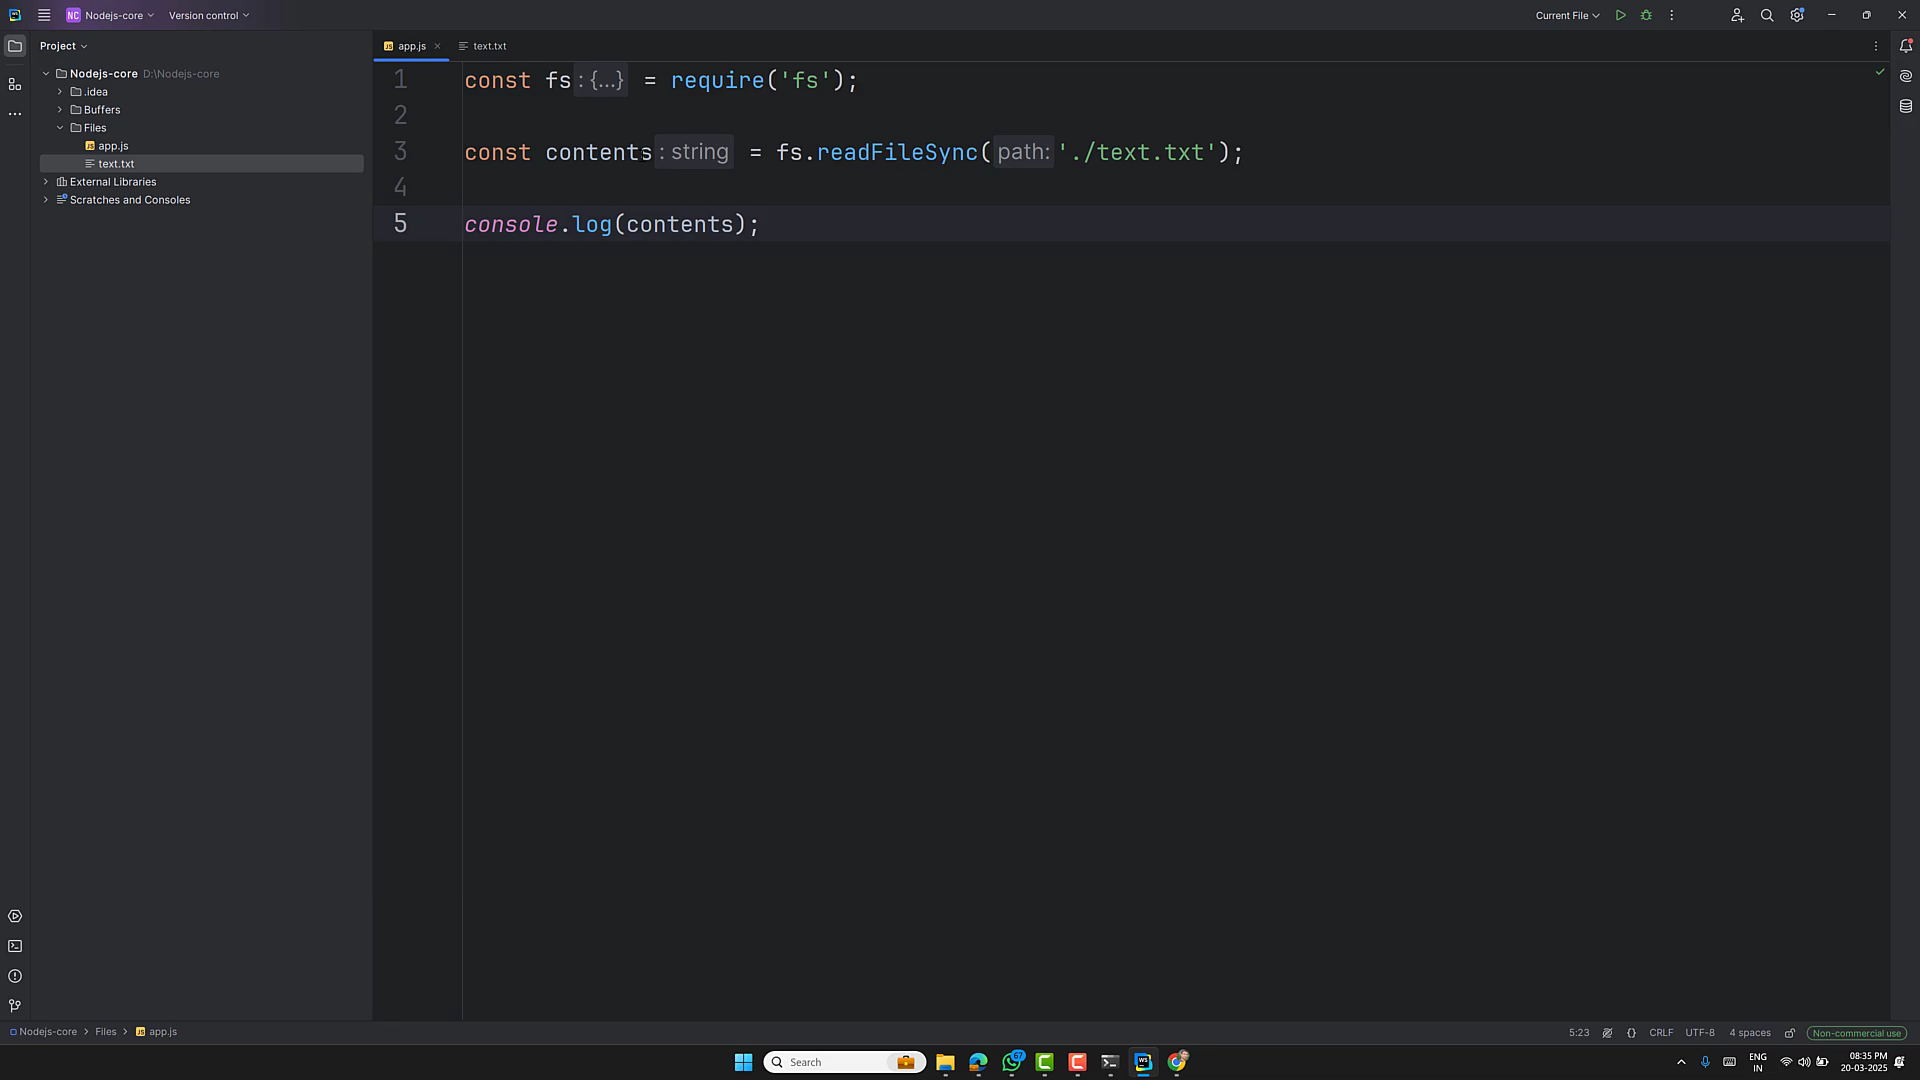 NC Nodejs-core Version control Current File
Project app.js text.txt
Nodejs-core D:\Nodejs-core
.idea
Buffers
Files
app.js
text.txt
External Libraries
Scratches and Consoles
1 const fs : {...} = require('fs');
2
3 const contents : string = fs.readFileSync( path: './text.txt');
4
5 console.log(contents);
Nodejs-core > Files > app.js 5:23 {} CRLF UTF-8 4 spaces Non-commercial use
Search 67 WS ENG IN 08:35 PM 20-03-2025